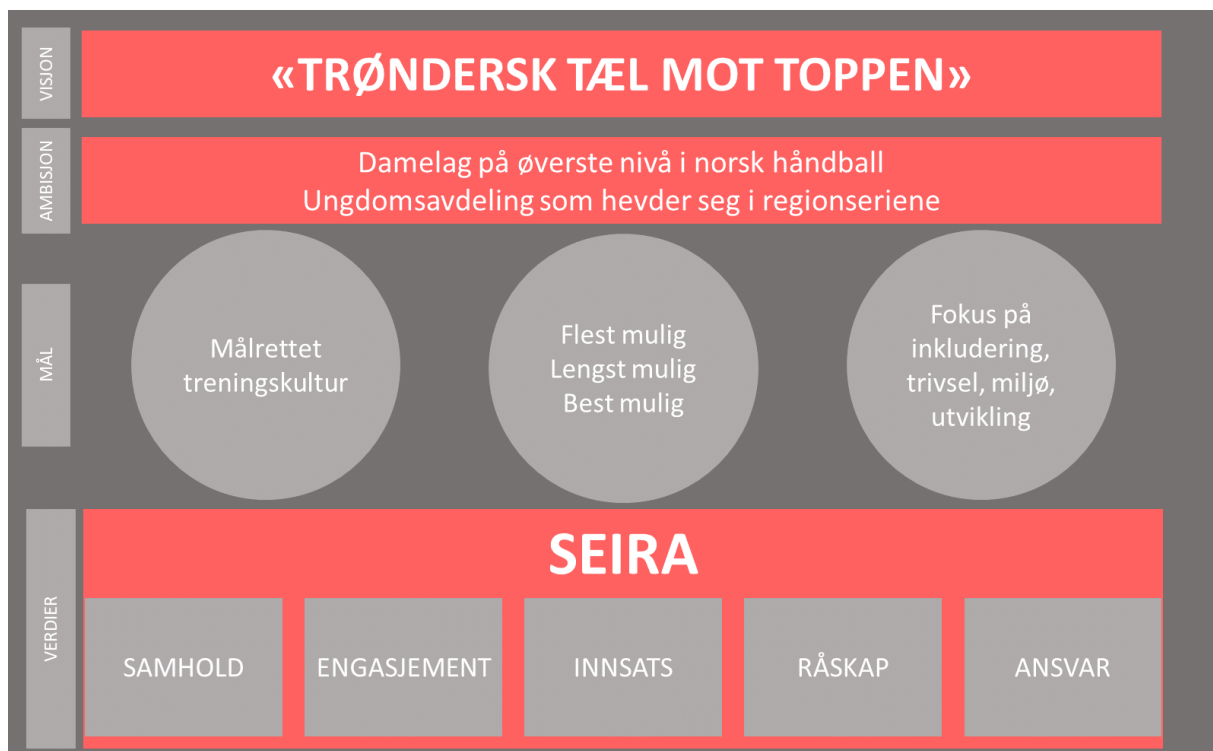 VISJON
«TRØNDERSK TÆL MOT TOPPEN»
AMBISJON
Damelag på øverste nivå i norsk håndball
Ungdomsavdeling som hevder seg i regionseriene
MÅL
Målrettet
treningskultur
Flest mulig
Lengst mulig
Best mulig
Fokus på
inkludering,
trivsel, miljø,
utvikling
VERDIER
SEIRA
SAMHOLD
ENGASJEMENT
INNSATS
RÅSKAP
ANSVAR